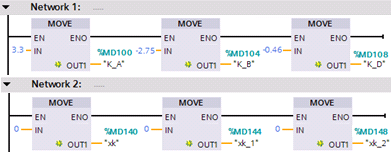 Network 1: .....
MOVE MOVE MOVE
EN ENO EN ENO EN ENO
3.3 IN %MD100 -2.75 IN %MD104 -0.46 IN %MD108
OUT1 "K_A" OUT1 "K_B" OUT1 "K_D"
Network 2: .....
MOVE MOVE MOVE
EN ENO EN ENO EN ENO
0 IN %MD140 0 IN %MD144 0 IN %MD148
OUT1 "xk" OUT1 "xk_1" OUT1 "xk_2"